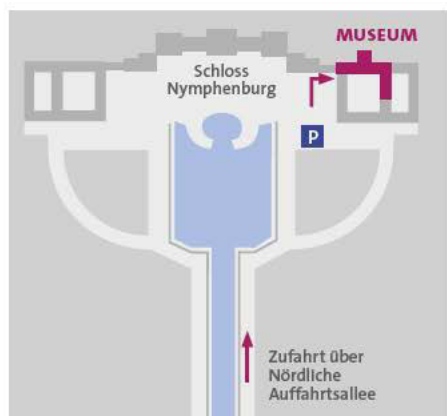 MUSEUM
Schloss
Nymphenburg
P
Zufahrt über
Nördliche
Auffahrtsallee